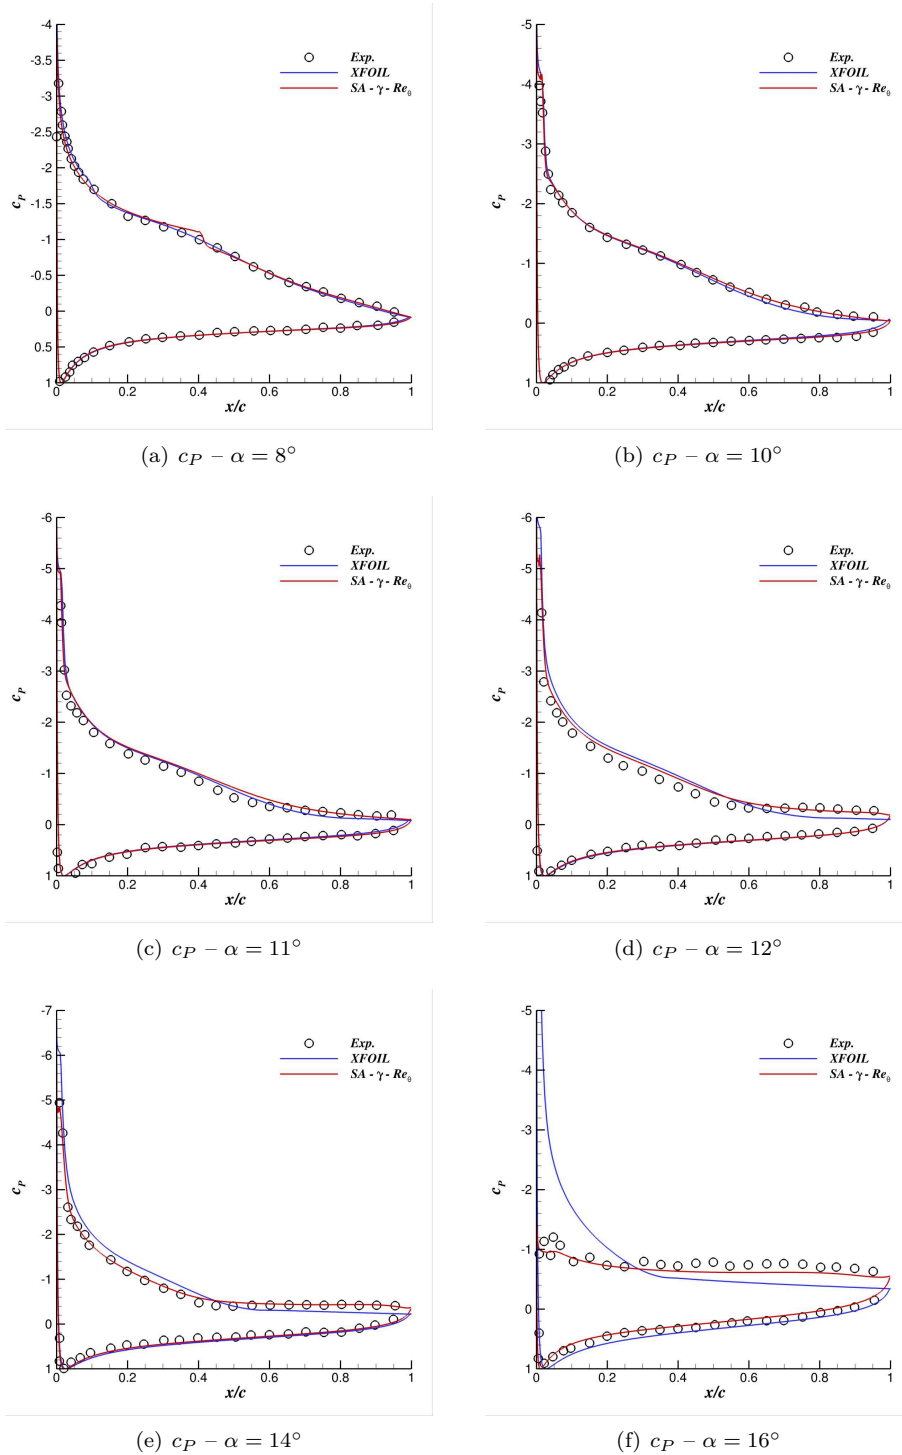 -4 -3.5 -3 -2.5 -2 -1.5 -1 -0.5 0 0.5 1
c_P
Exp.
XFOIL
SA - γ - Re_θ
0 0.2 0.4 0.6 0.8 1
x/c
(a) c_P – α = 8°
-5 -4 -3 -2 -1 0 1
c_P
Exp.
XFOIL
SA - γ - Re_θ
0 0.2 0.4 0.6 0.8 1
x/c
(b) c_P – α = 10°
-6 -5 -4 -3 -2 -1 0 1
c_P
Exp.
XFOIL
SA - γ - Re_θ
0 0.2 0.4 0.6 0.8 1
x/c
(c) c_P – α = 11°
-6 -5 -4 -3 -2 -1 0 1
c_P
Exp.
XFOIL
SA - γ - Re_θ
0 0.2 0.4 0.6 0.8 1
x/c
(d) c_P – α = 12°
-7 -6 -5 -4 -3 -2 -1 0 1
c_P
Exp.
XFOIL
SA - γ - Re_θ
0 0.2 0.4 0.6 0.8 1
x/c
(e) c_P – α = 14°
-5 -4 -3 -2 -1 0 1
c_P
Exp.
XFOIL
SA - γ - Re_θ
0 0.2 0.4 0.6 0.8 1
x/c
(f) c_P – α = 16°